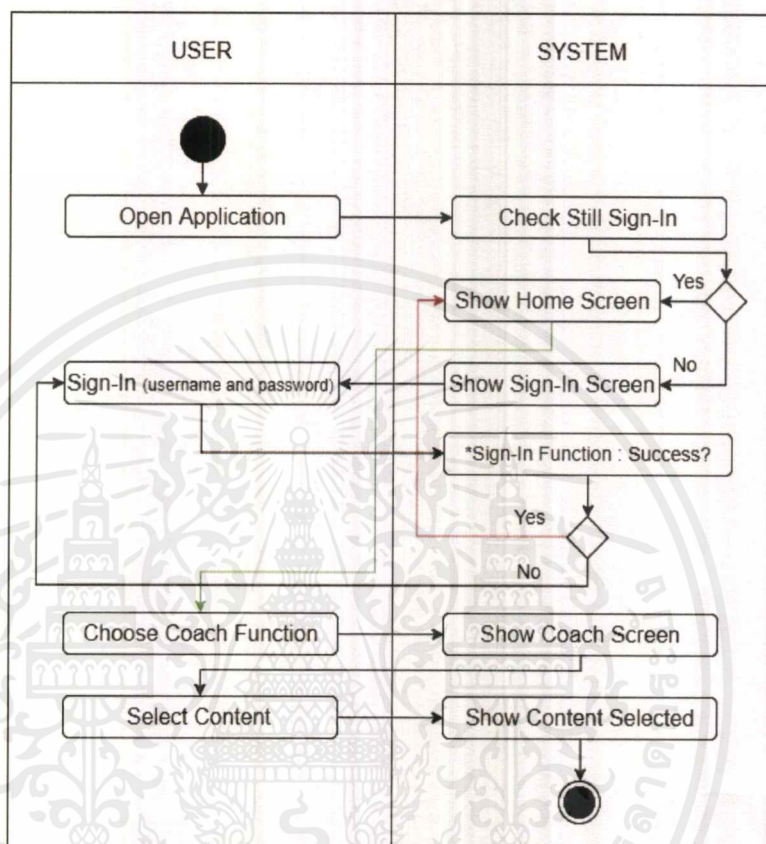 USER
SYSTEM
Open Application
Check Still Sign-In
Yes
Show Home Screen
No
Sign-In (username and password)
Show Sign-In Screen
*Sign-In Function : Success?
Yes
No
Choose Coach Function
Show Coach Screen
Select Content
Show Content Selected